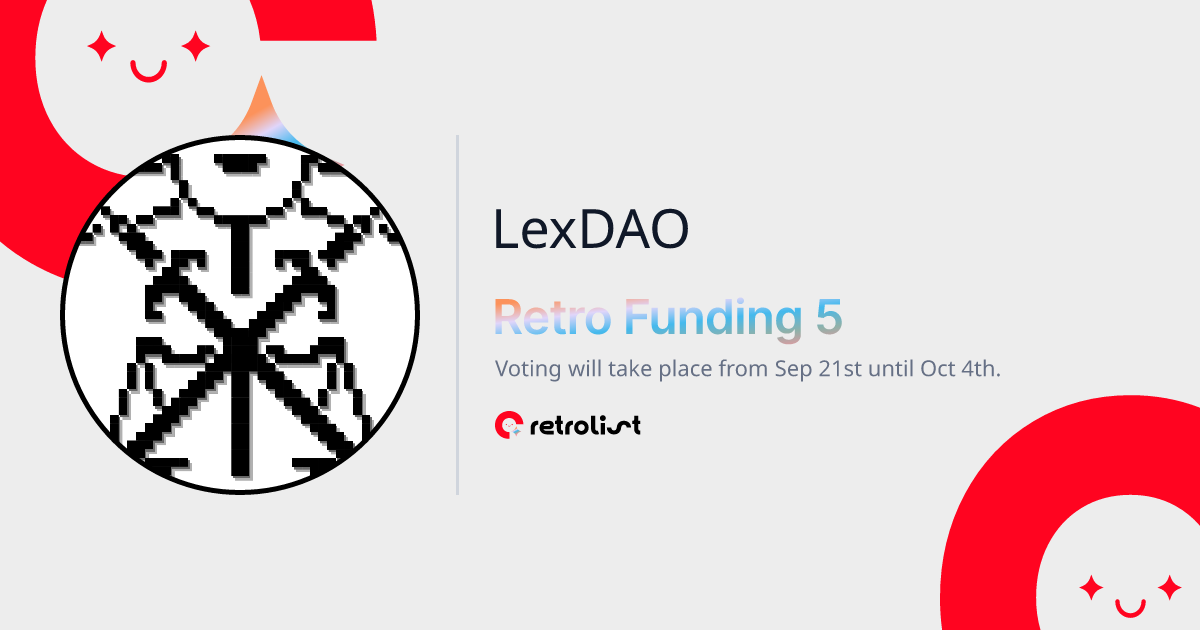 LexDAO
Retro Funding 5
Voting will take place from Sep 21st until Oct 4th.
retrolist